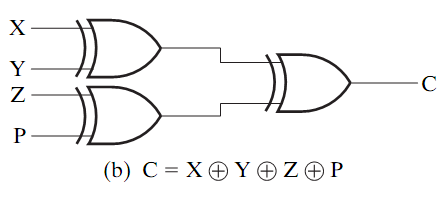 X
Y
Z
P
C
(b) C = X ⊕ Y ⊕ Z ⊕ P